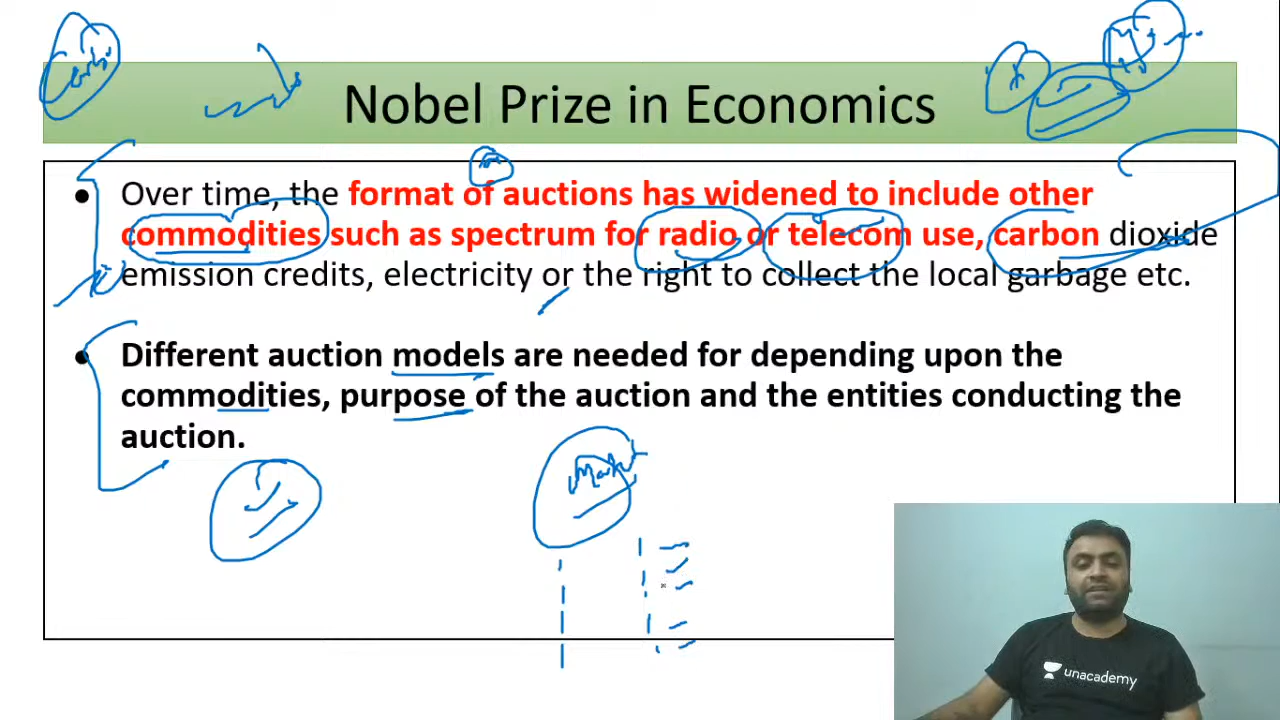 Nobel Prize in Economics
• Over time, the format of auctions has widened to include other
commodities such as spectrum for radio or telecom use, carbon dioxide
emission credits, electricity or the right to collect the local garbage etc.
• Different auction models are needed for depending upon the
commodities, purpose of the auction and the entities conducting the
auction.
Market
unacademy